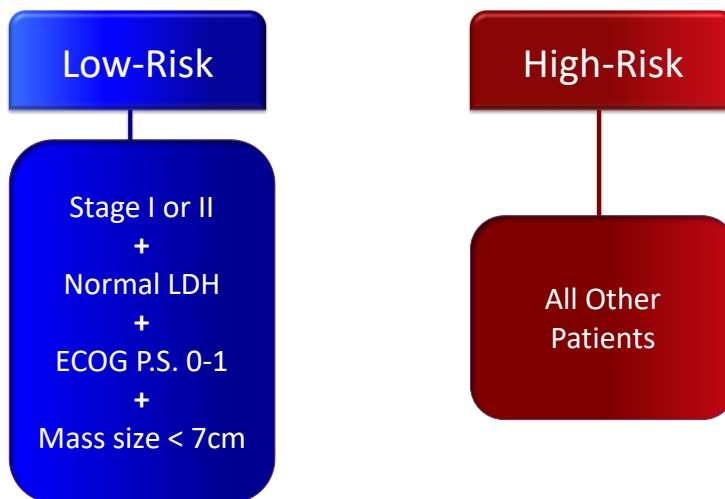 Low-Risk
Stage I or II
+
Normal LDH
+
ECOG P.S. 0-1
+
Mass size < 7cm
High-Risk
All Other
Patients